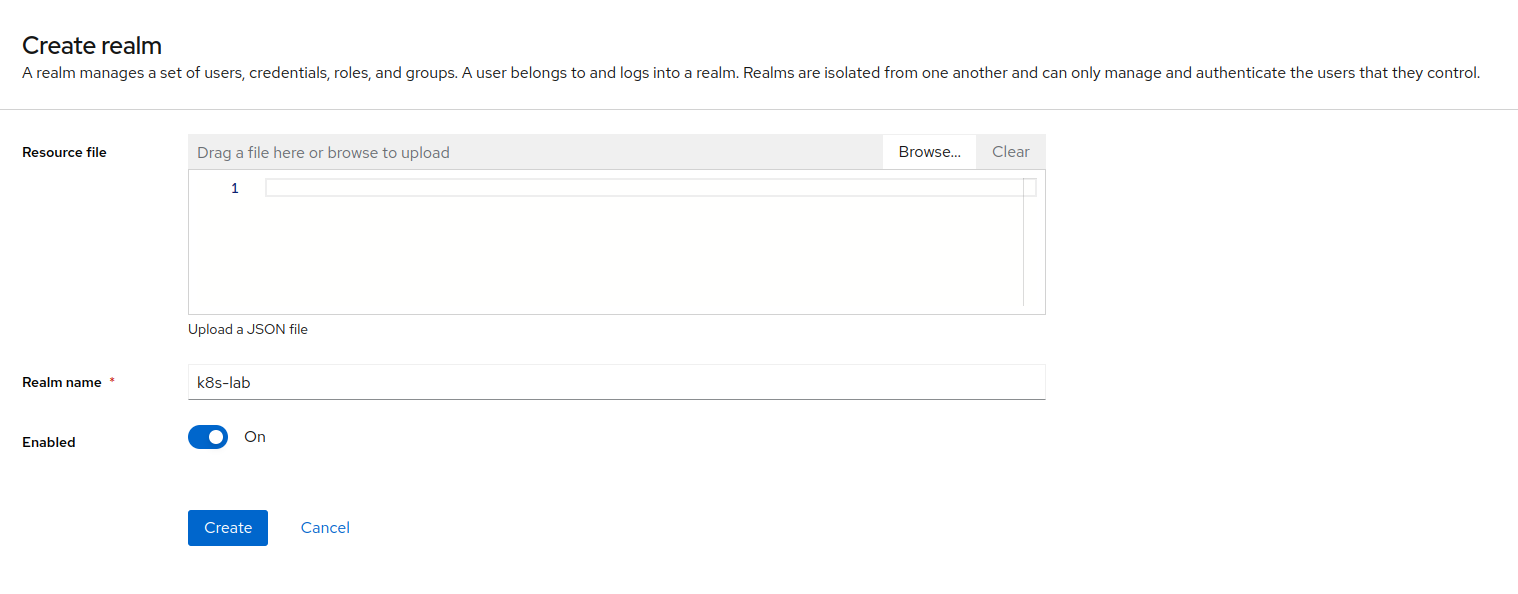 Create realm
A realm manages a set of users, credentials, roles, and groups. A user belongs to and logs into a realm. Realms are isolated from one another and can only manage and authenticate the users that they control.
Resource file
Drag a file here or browse to upload
Browse...
Clear
1
Upload a JSON file
Realm name *
k8s-lab
Enabled
On
Create
Cancel